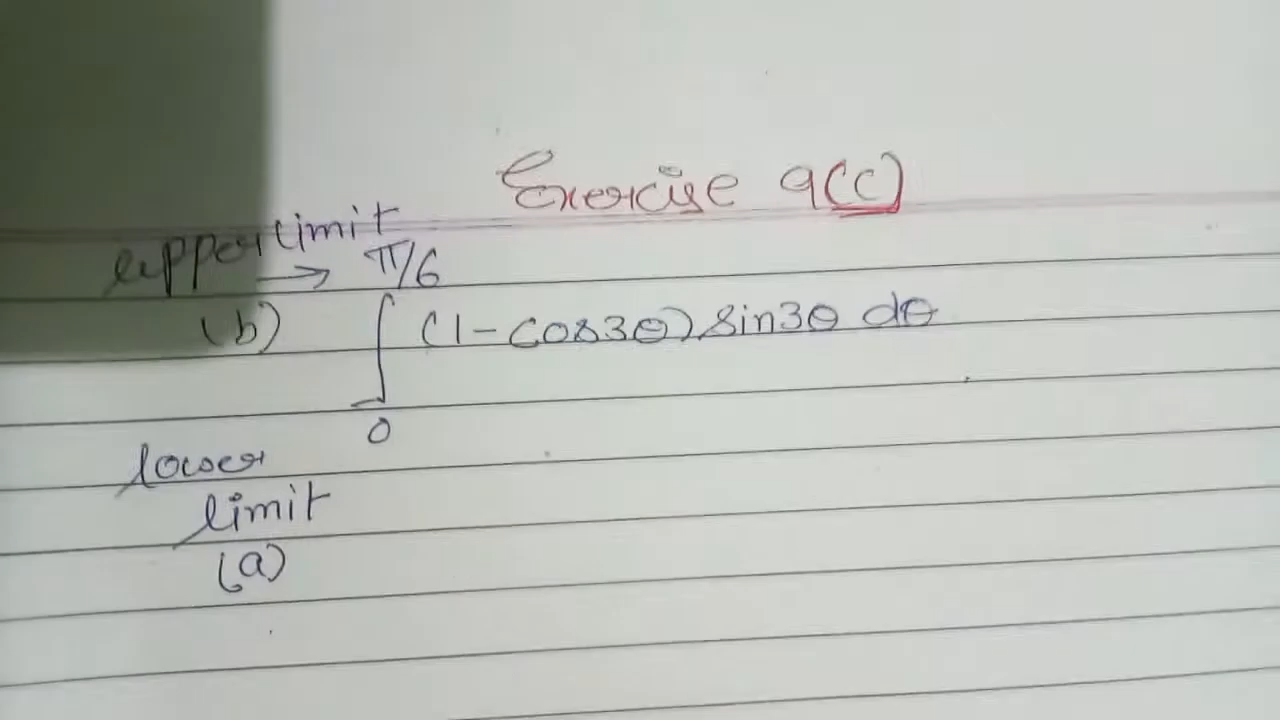 Exercise 9(C)
upper limit
→ π/6
(b) ∫ (1-cos3θ) sin3θ dθ
0
lower
limit
(a)